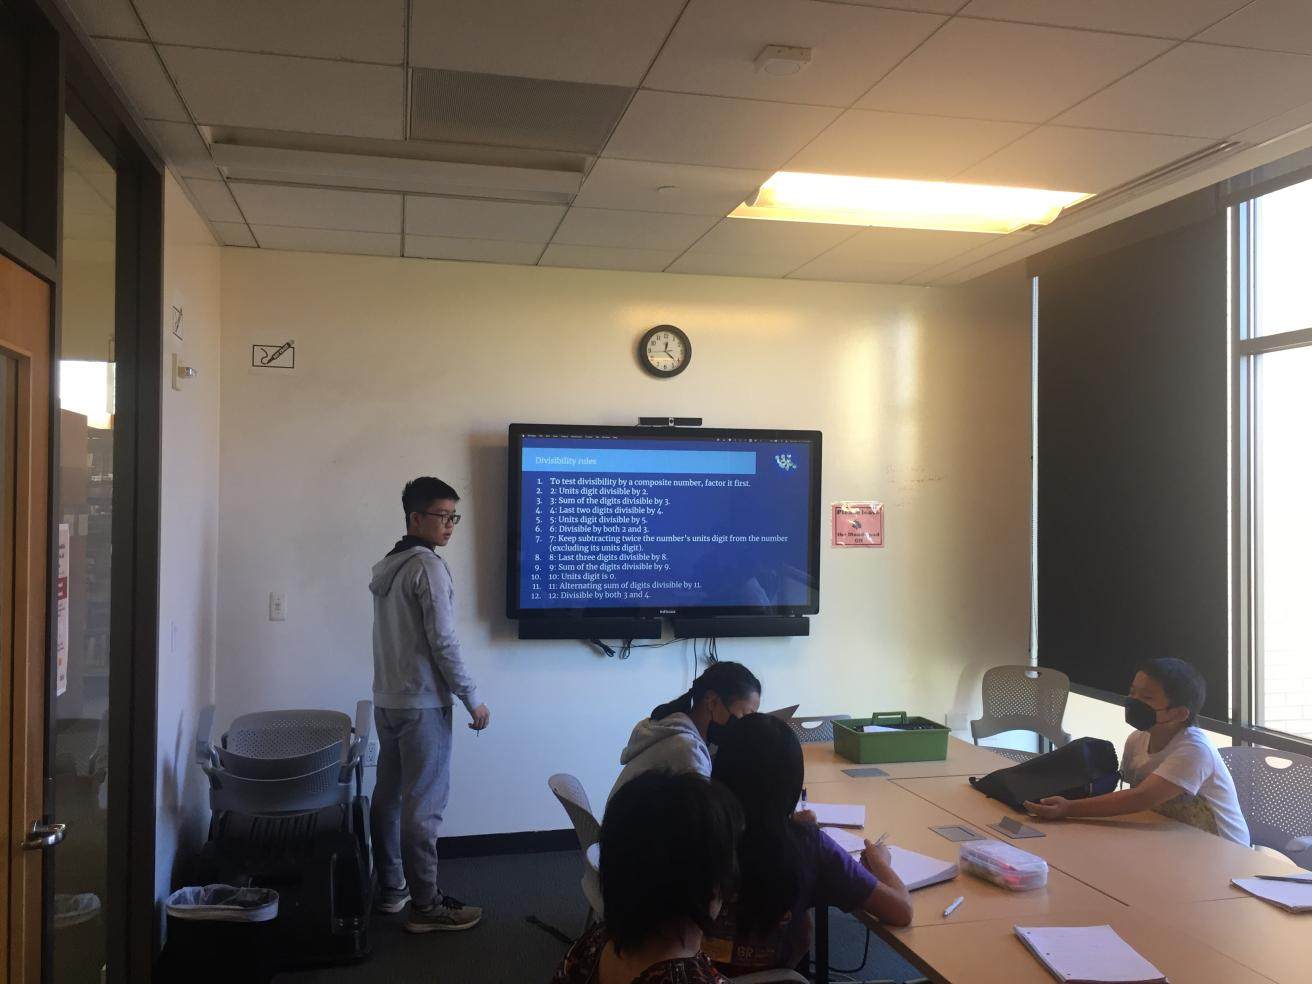 Divisibility rules
1. To test divisibility by a composite number, factor it first.
2. 2: Units digit divisible by 2.
3. 3: Sum of the digits divisible by 3.
4. 4: Last two digits divisible by 4.
5. 5: Units digit divisible by 5.
6. 6: Divisible by both 2 and 3.
7. 7: Keep subtracting twice the number's units digit from the number
(excluding its units digit).
8. 8: Last three digits divisible by 8.
9. 9: Sum of the digits divisible by 9.
10. 10: Units digit is 0.
11. 11: Alternating sum of digits divisible by 11.
12. 12: Divisible by both 3 and 4.
InFocus
Please leave